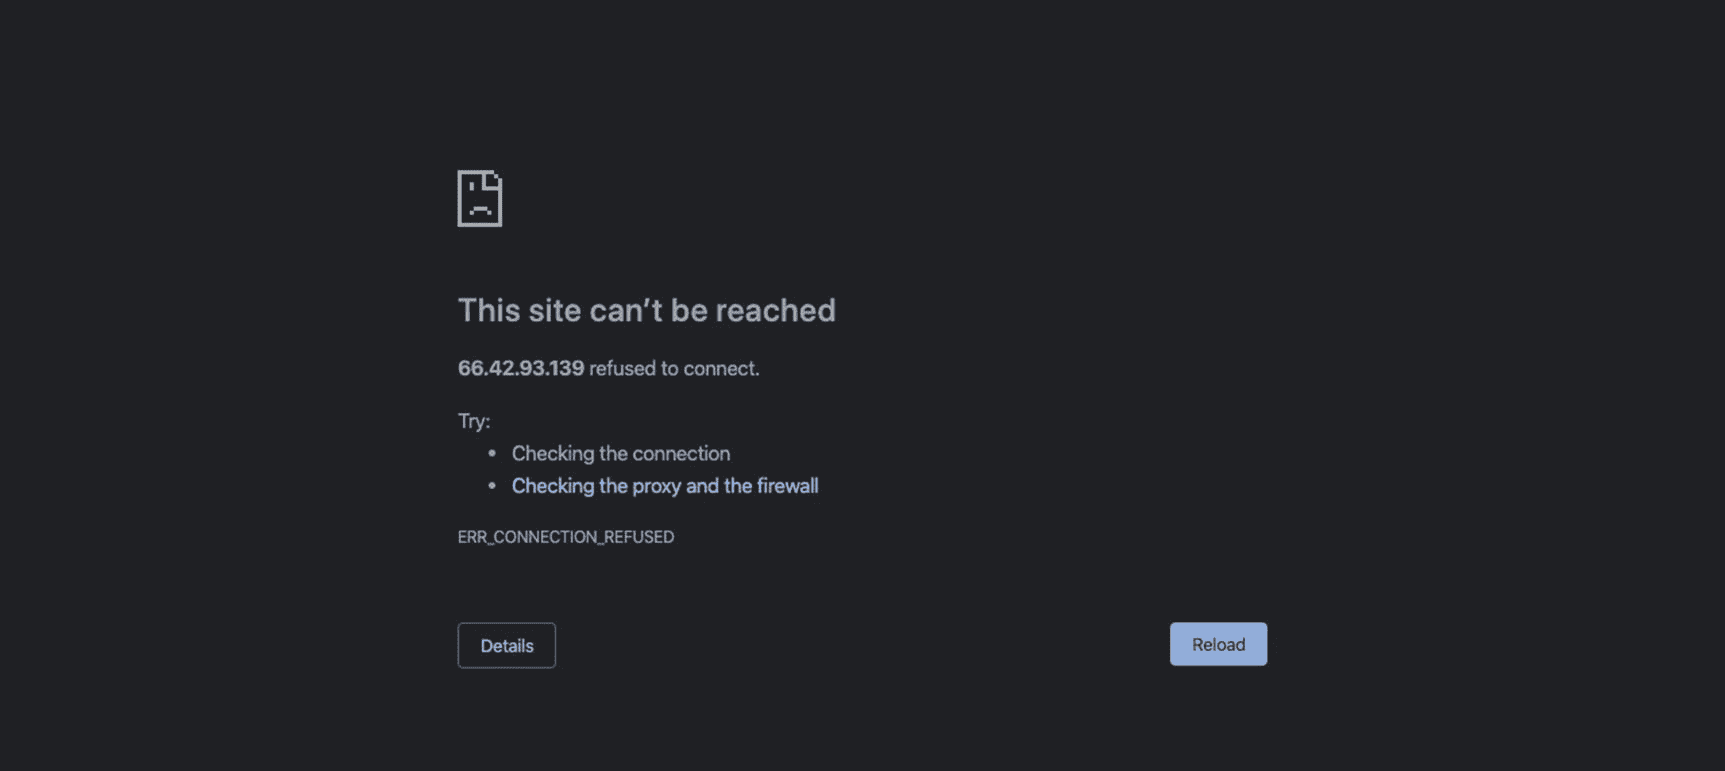 This site can’t be reached
66.42.93.139 refused to connect.
Try:
• Checking the connection
• Checking the proxy and the firewall
ERR_CONNECTION_REFUSED
Details
Reload